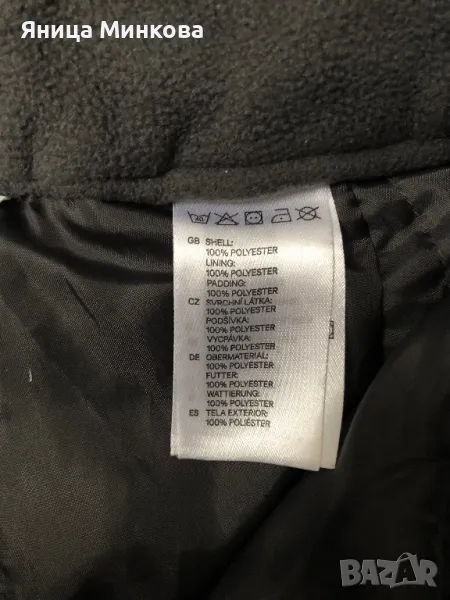 Яница Минкова
40
GB SHELL:
100% POLYESTER
LINING:
100% POLYESTER
PADDING:
100% POLYESTER
CZ SVRCHNÍ LÁTKA:
100% POLYESTER
PODŠÍVKA:
100% POLYESTER
VYCPÁVKA:
100% POLYESTER
DE OBERMATERIAL:
100% POLYESTER
FUTTER:
100% POLYESTER
WATTIERUNG:
100% POLYESTER
ES TELA EXTERIOR:
100% POLIÉSTER
BAZAR